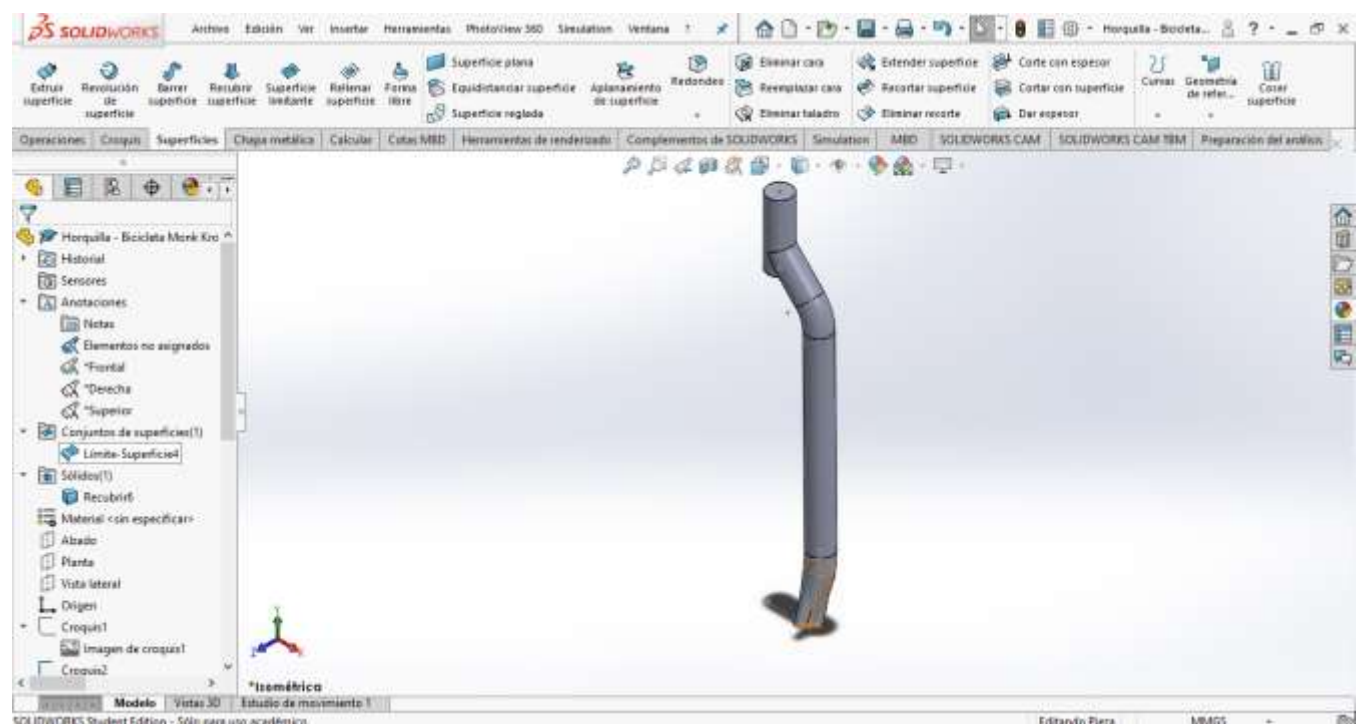 SOLIDWORKS
Archivo Edición Ver Insertar Herramientas PhotoView 360 Simulation Ventana ?
Horquilla - Bicicleta...
?
Extruir superficie
Revolución de superficie
Barrer superficie
Recubrir superficie
Superficie limitante
Rellenar superficie
Forma libre
Superficie plana
Equidistanciar superficie
Superficie reglada
Aplanamiento de superficie
Redondeo
Eliminar cara
Reemplazar cara
Eliminar taladro
Extender superficie
Recortar superficie
Eliminar recorte
Corte con espesor
Cortar con superficie
Dar espesor
Curvas
Geometría de refer...
Coser superficie
Operaciones Croquis Superficies Chapa metálica Calcular Cotas MBD Herramientas de renderizado Complementos de SOLIDWORKS Simulation MBD SOLIDWORKS CAM SOLIDWORKS CAM TBM Preparación del análisis
Horquilla - Bicicleta Monk Kro
Historial
Sensores
Anotaciones
Notas
Elementos no asignados
*Frontal
*Derecha
*Superior
Conjuntos de superficies(1)
Límite-Superficie4
Sólidos(1)
Recubrir6
Material <sin especificar>
Alzado
Planta
Vista lateral
Origen
Croquis1
Imagen de croquis1
Croquis2
*Isométrica
Modelo Vistas 3D Estudio de movimiento 1
SOLIDWORKS Student Edition - Sólo para uso académico.
Editando Pieza
MMGS